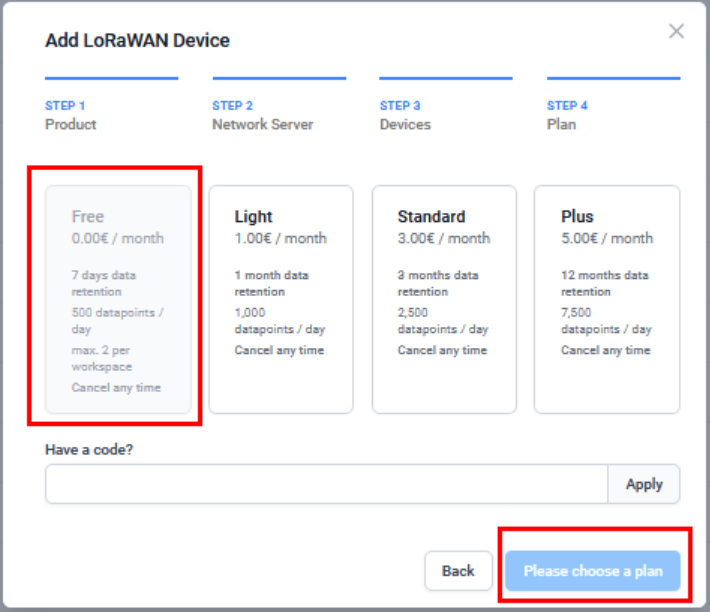 Add LoRaWAN Device
STEP 1
Product
STEP 2
Network Server
STEP 3
Devices
STEP 4
Plan
Free
0.00€ / month
7 days data
retention
500 datapoints /
day
max. 2 per
workspace
Cancel any time
Light
1.00€ / month
1 month data
retention
1,000
datapoints / day
Cancel any time
Standard
3.00€ / month
3 months data
retention
2,500
datapoints / day
Cancel any time
Plus
5.00€ / month
12 months data
retention
7,500
datapoints / day
Cancel any time
Have a code?
Apply
Back
Please choose a plan